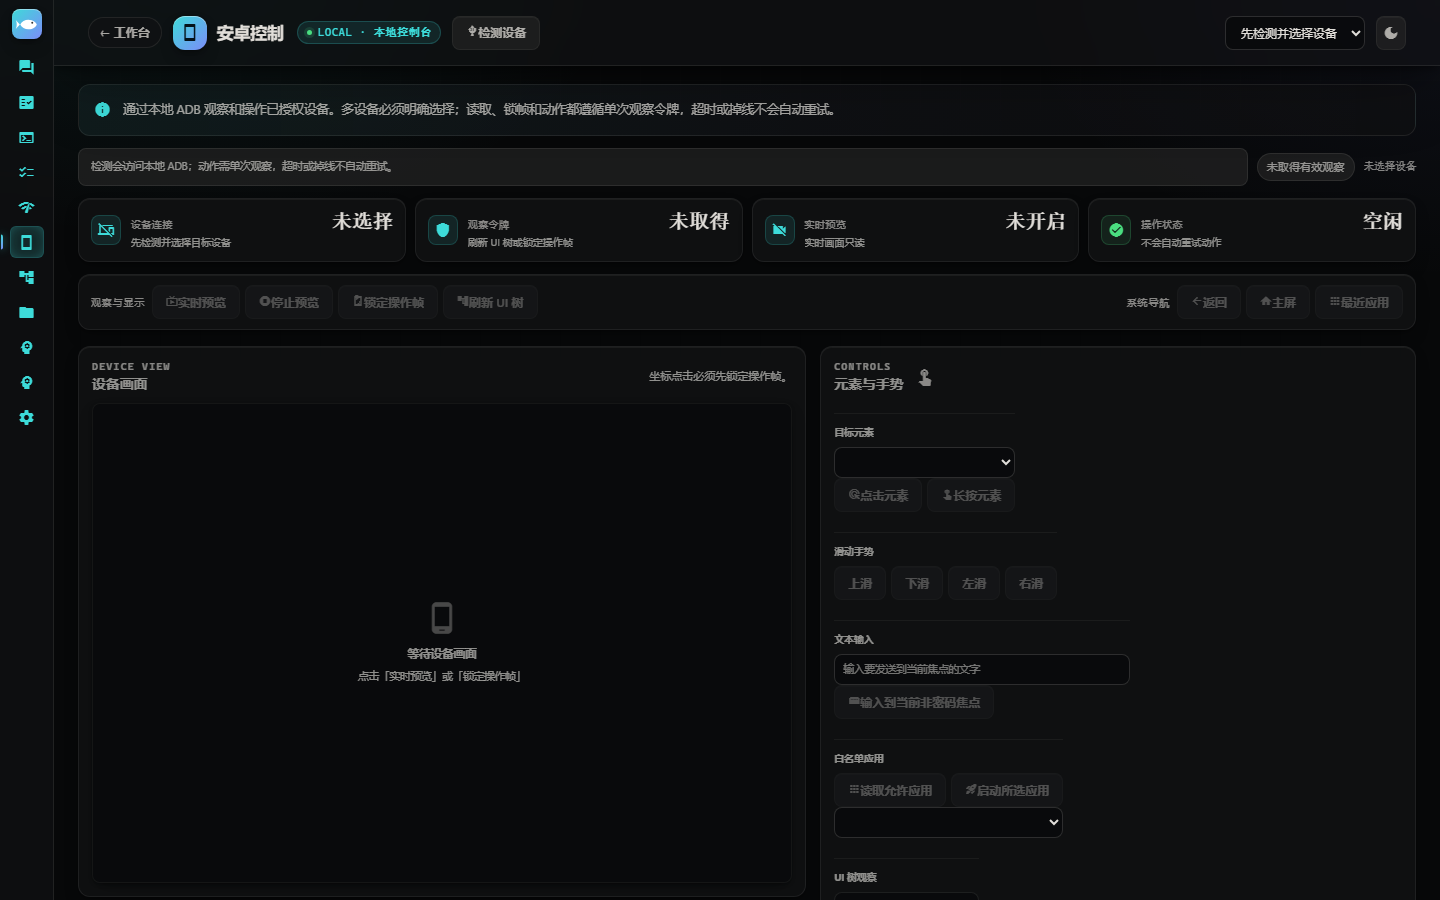 ← 工作台
安卓控制
LOCAL · 本地控制台
检测设备
先检测并选择设备
通过本地 ADB 观察和操作已授权设备。多设备必须明确选择；读取、锁帧和动作都遵循单次观察令牌，超时或掉线不会自动重试。
检测会访问本地 ADB；动作需单次观察，超时或掉线不自动重试。
未取得有效观察
未选择设备
设备连接
先检测并选择目标设备
未选择
观察令牌
刷新 UI 树或锁定操作帧
未取得
实时预览
实时画面只读
未开启
操作状态
不会自动重试动作
空闲
观察与显示
实时预览
停止预览
锁定操作帧
刷新 UI 树
系统导航
返回
主屏
最近应用
DEVICE VIEW
设备画面
坐标点击必须先锁定操作帧。
等待设备画面
点击「实时预览」或「锁定操作帧」
CONTROLS
元素与手势
目标元素
点击元素
长按元素
滑动手势
上滑
下滑
左滑
右滑
文本输入
输入要发送到当前焦点的文字
输入到当前非密码焦点
白名单应用
读取允许应用
启动所选应用
UI 树观察